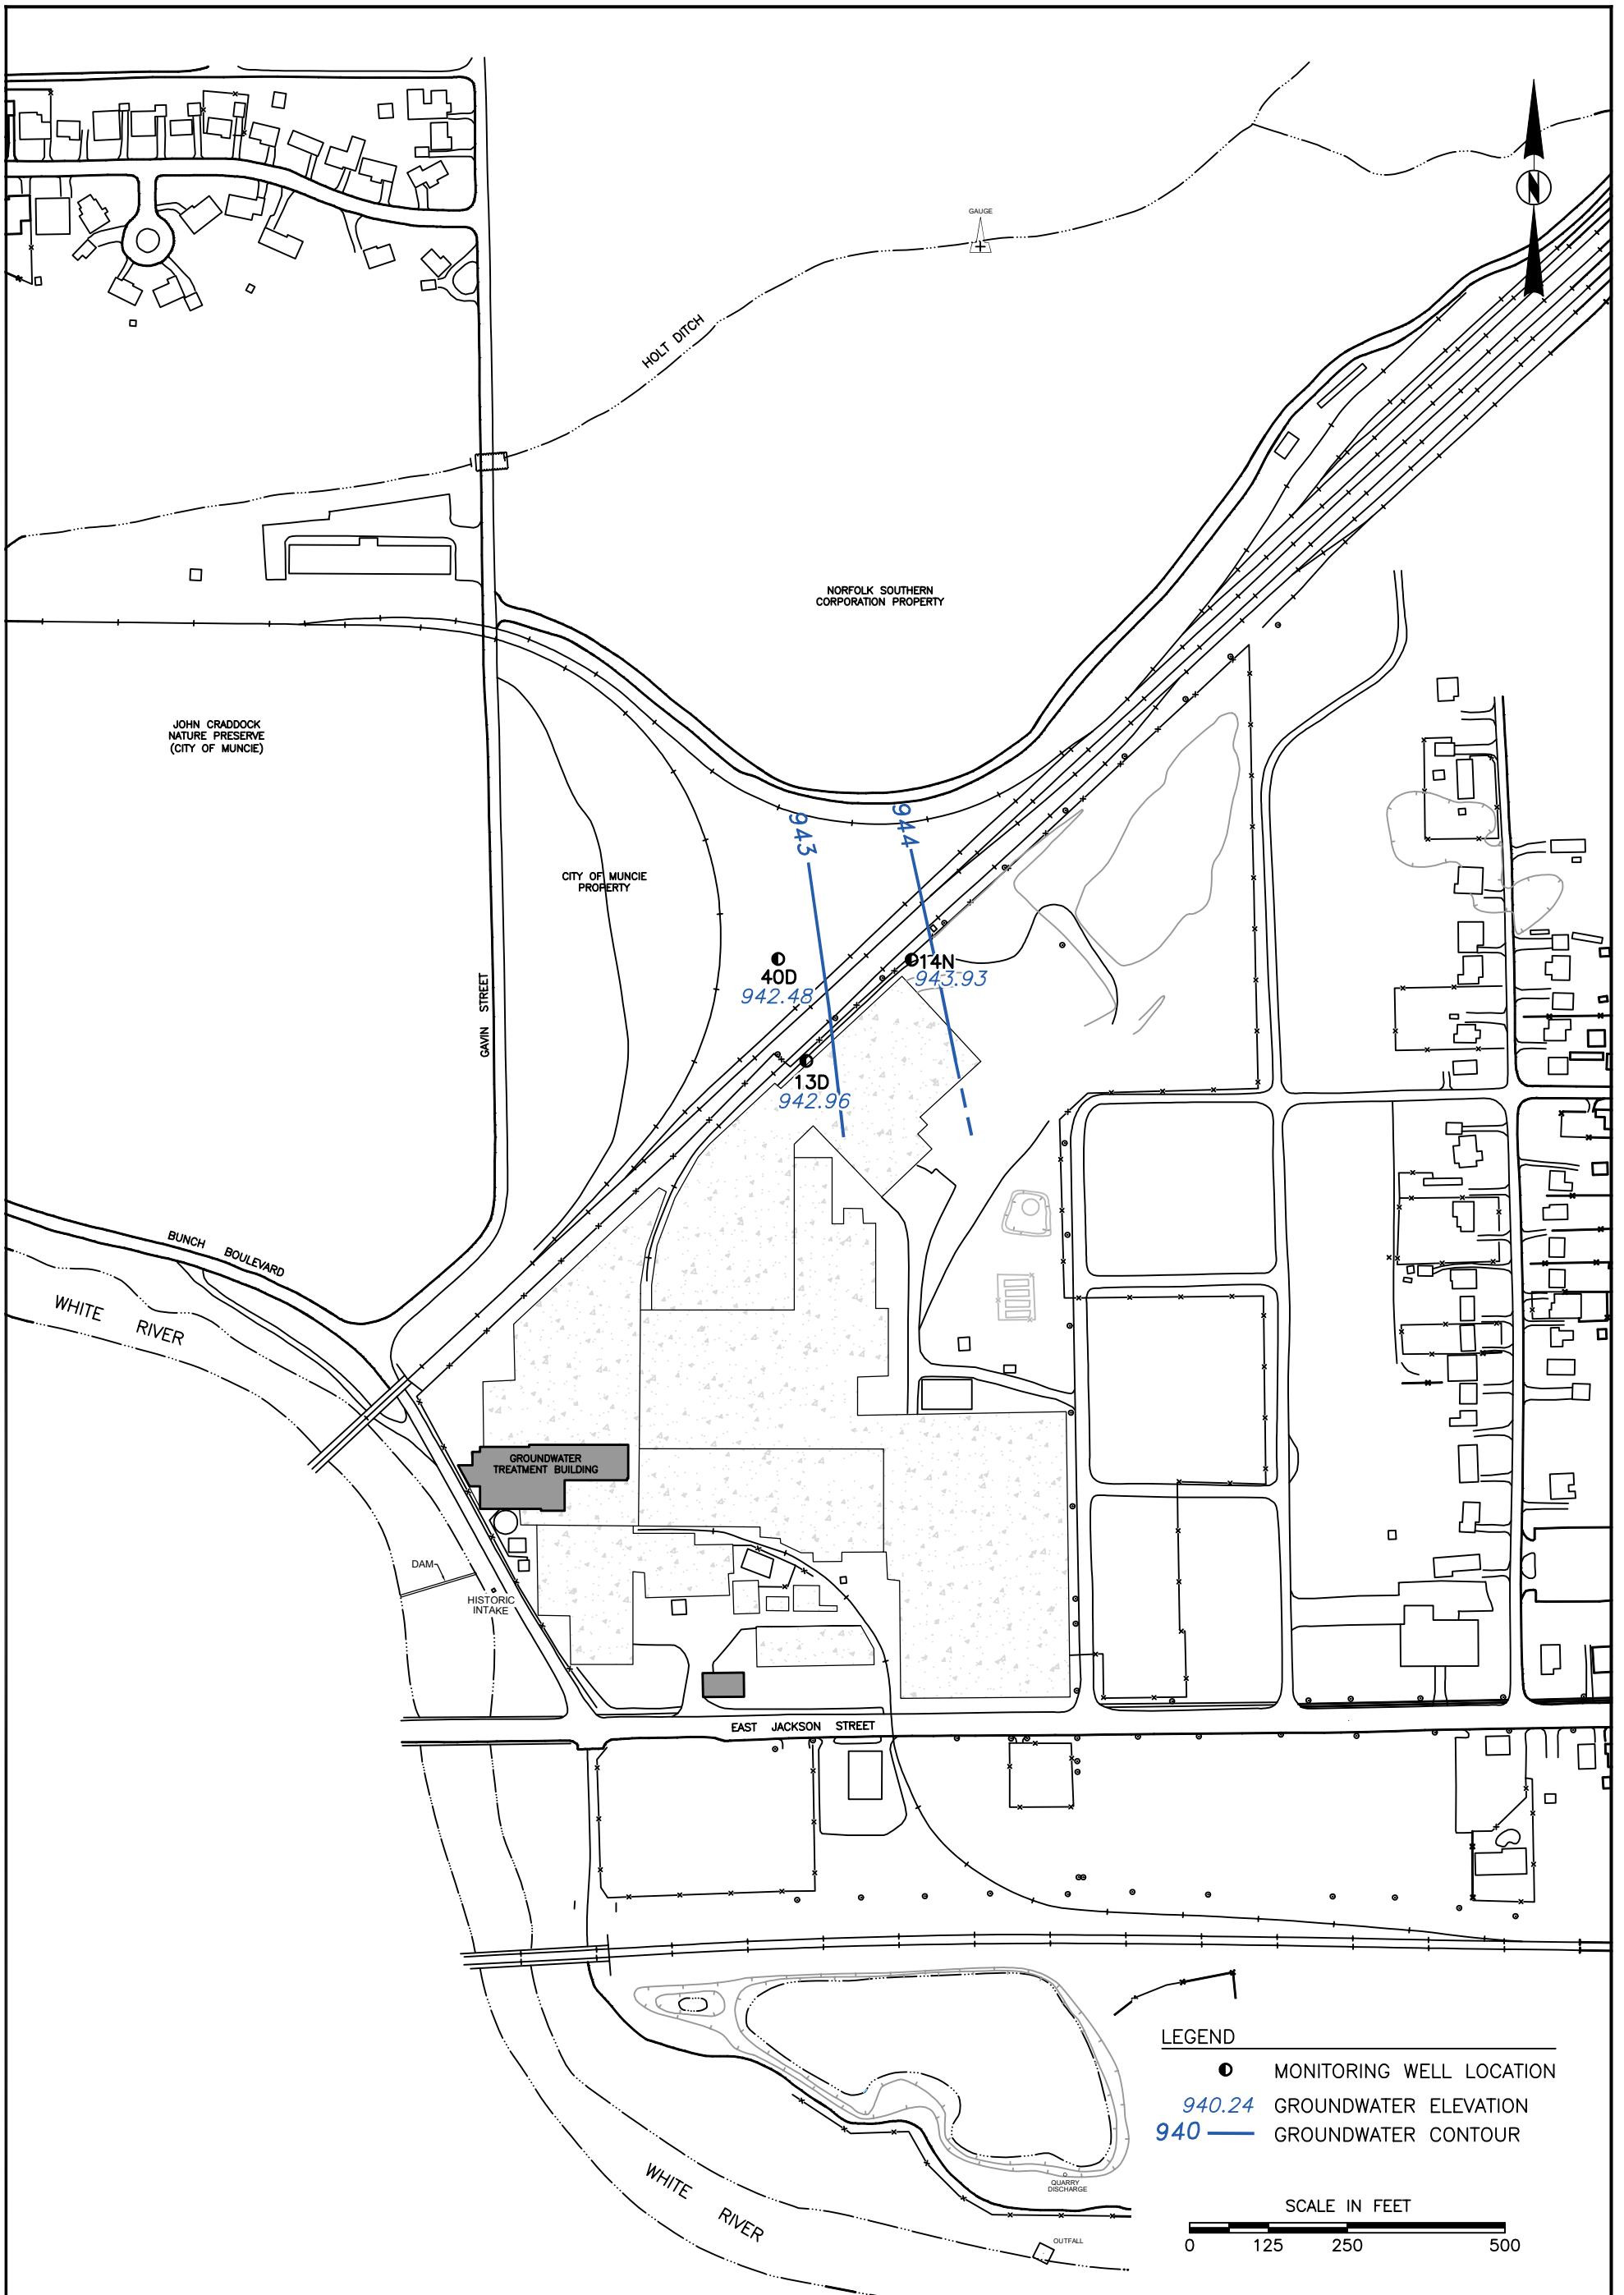 GAUGE
N
HOLT DITCH
NORFOLK SOUTHERN
CORPORATION PROPERTY
JOHN CRADDOCK
NATURE PRESERVE
(CITY OF MUNCIE)
943
944
CITY OF MUNCIE
PROPERTY
GAVIN STREET
40D
942.48
14N
943.93
13D
942.96
BUNCH BOULEVARD
WHITE RIVER
GROUNDWATER
TREATMENT BUILDING
DAM
HISTORIC
INTAKE
EAST JACKSON STREET
LEGEND
MONITORING WELL LOCATION
940.24 GROUNDWATER ELEVATION
940 GROUNDWATER CONTOUR
QUARRY
DISCHARGE
WHITE RIVER
OUTFALL
SCALE IN FEET
0 125 250 500